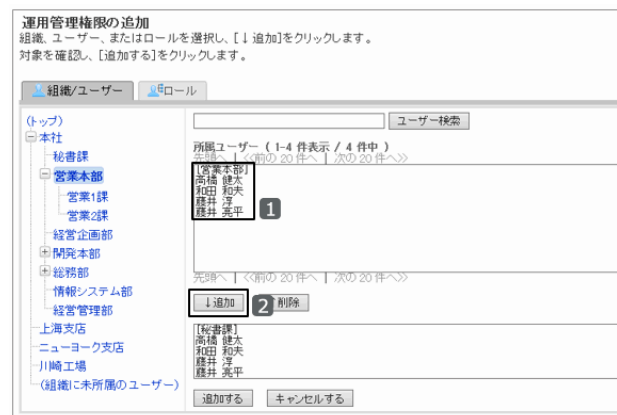 運用管理権限の追加
組織、ユーザー、またはロールを選択し、[↓追加]をクリックします。
対象を確認し、[追加する]をクリックします。
組織/ユーザー
ロール
(トップ)
本社
秘書課
営業本部
営業1課
営業2課
経営企画部
開発本部
総務部
情報システム部
経営管理部
上海支店
ニューヨーク支店
川崎工場
(組織に未所属のユーザー)
ユーザー検索
所属ユーザー ( 1-4 件表示 / 4 件中 )
先頭へ | <<前の 20 件へ | 次の 20 件へ>>
[営業本部]
高橋 健太
和田 和夫
藤井 淳
藤井 亮平
1
先頭へ | <<前の 20 件へ | 次の 20 件へ>>
↓追加
2
削除
[秘書課]
高橋 健太
和田 和夫
藤井 淳
藤井 亮平
追加する
キャンセルする